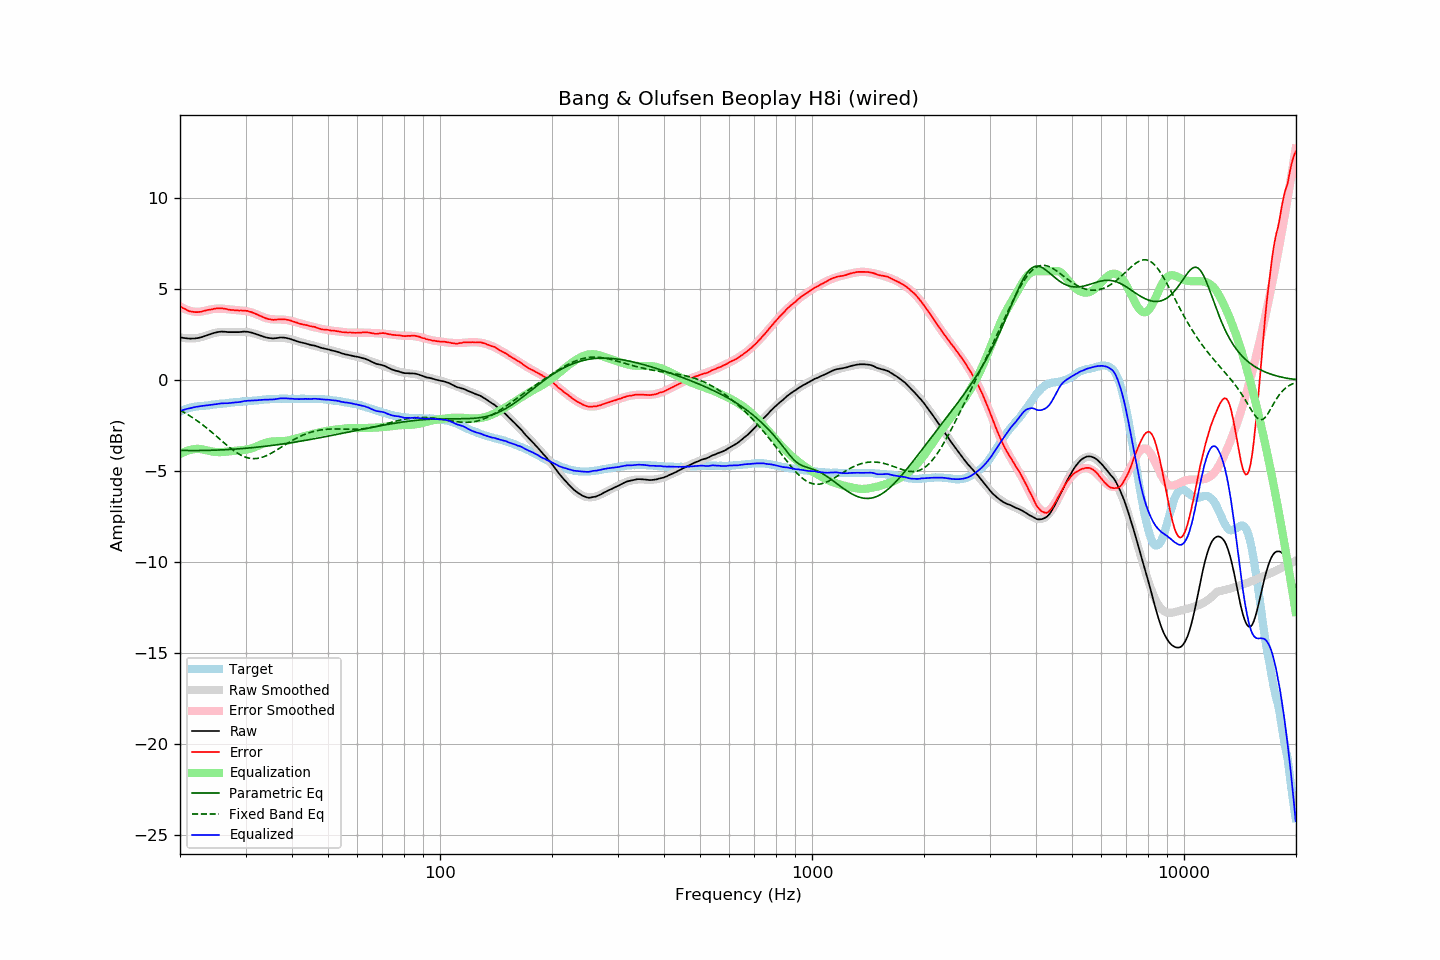 Bang & Olufsen Beoplay H8i (wired)
Amplitude (dBr)
10
5
0
−5
−10
−15
−20
−25
Target
Raw Smoothed
Error Smoothed
Raw
Error
Equalization
Parametric Eq
Fixed Band Eq
Equalized
100 1000 10000
Frequency (Hz)